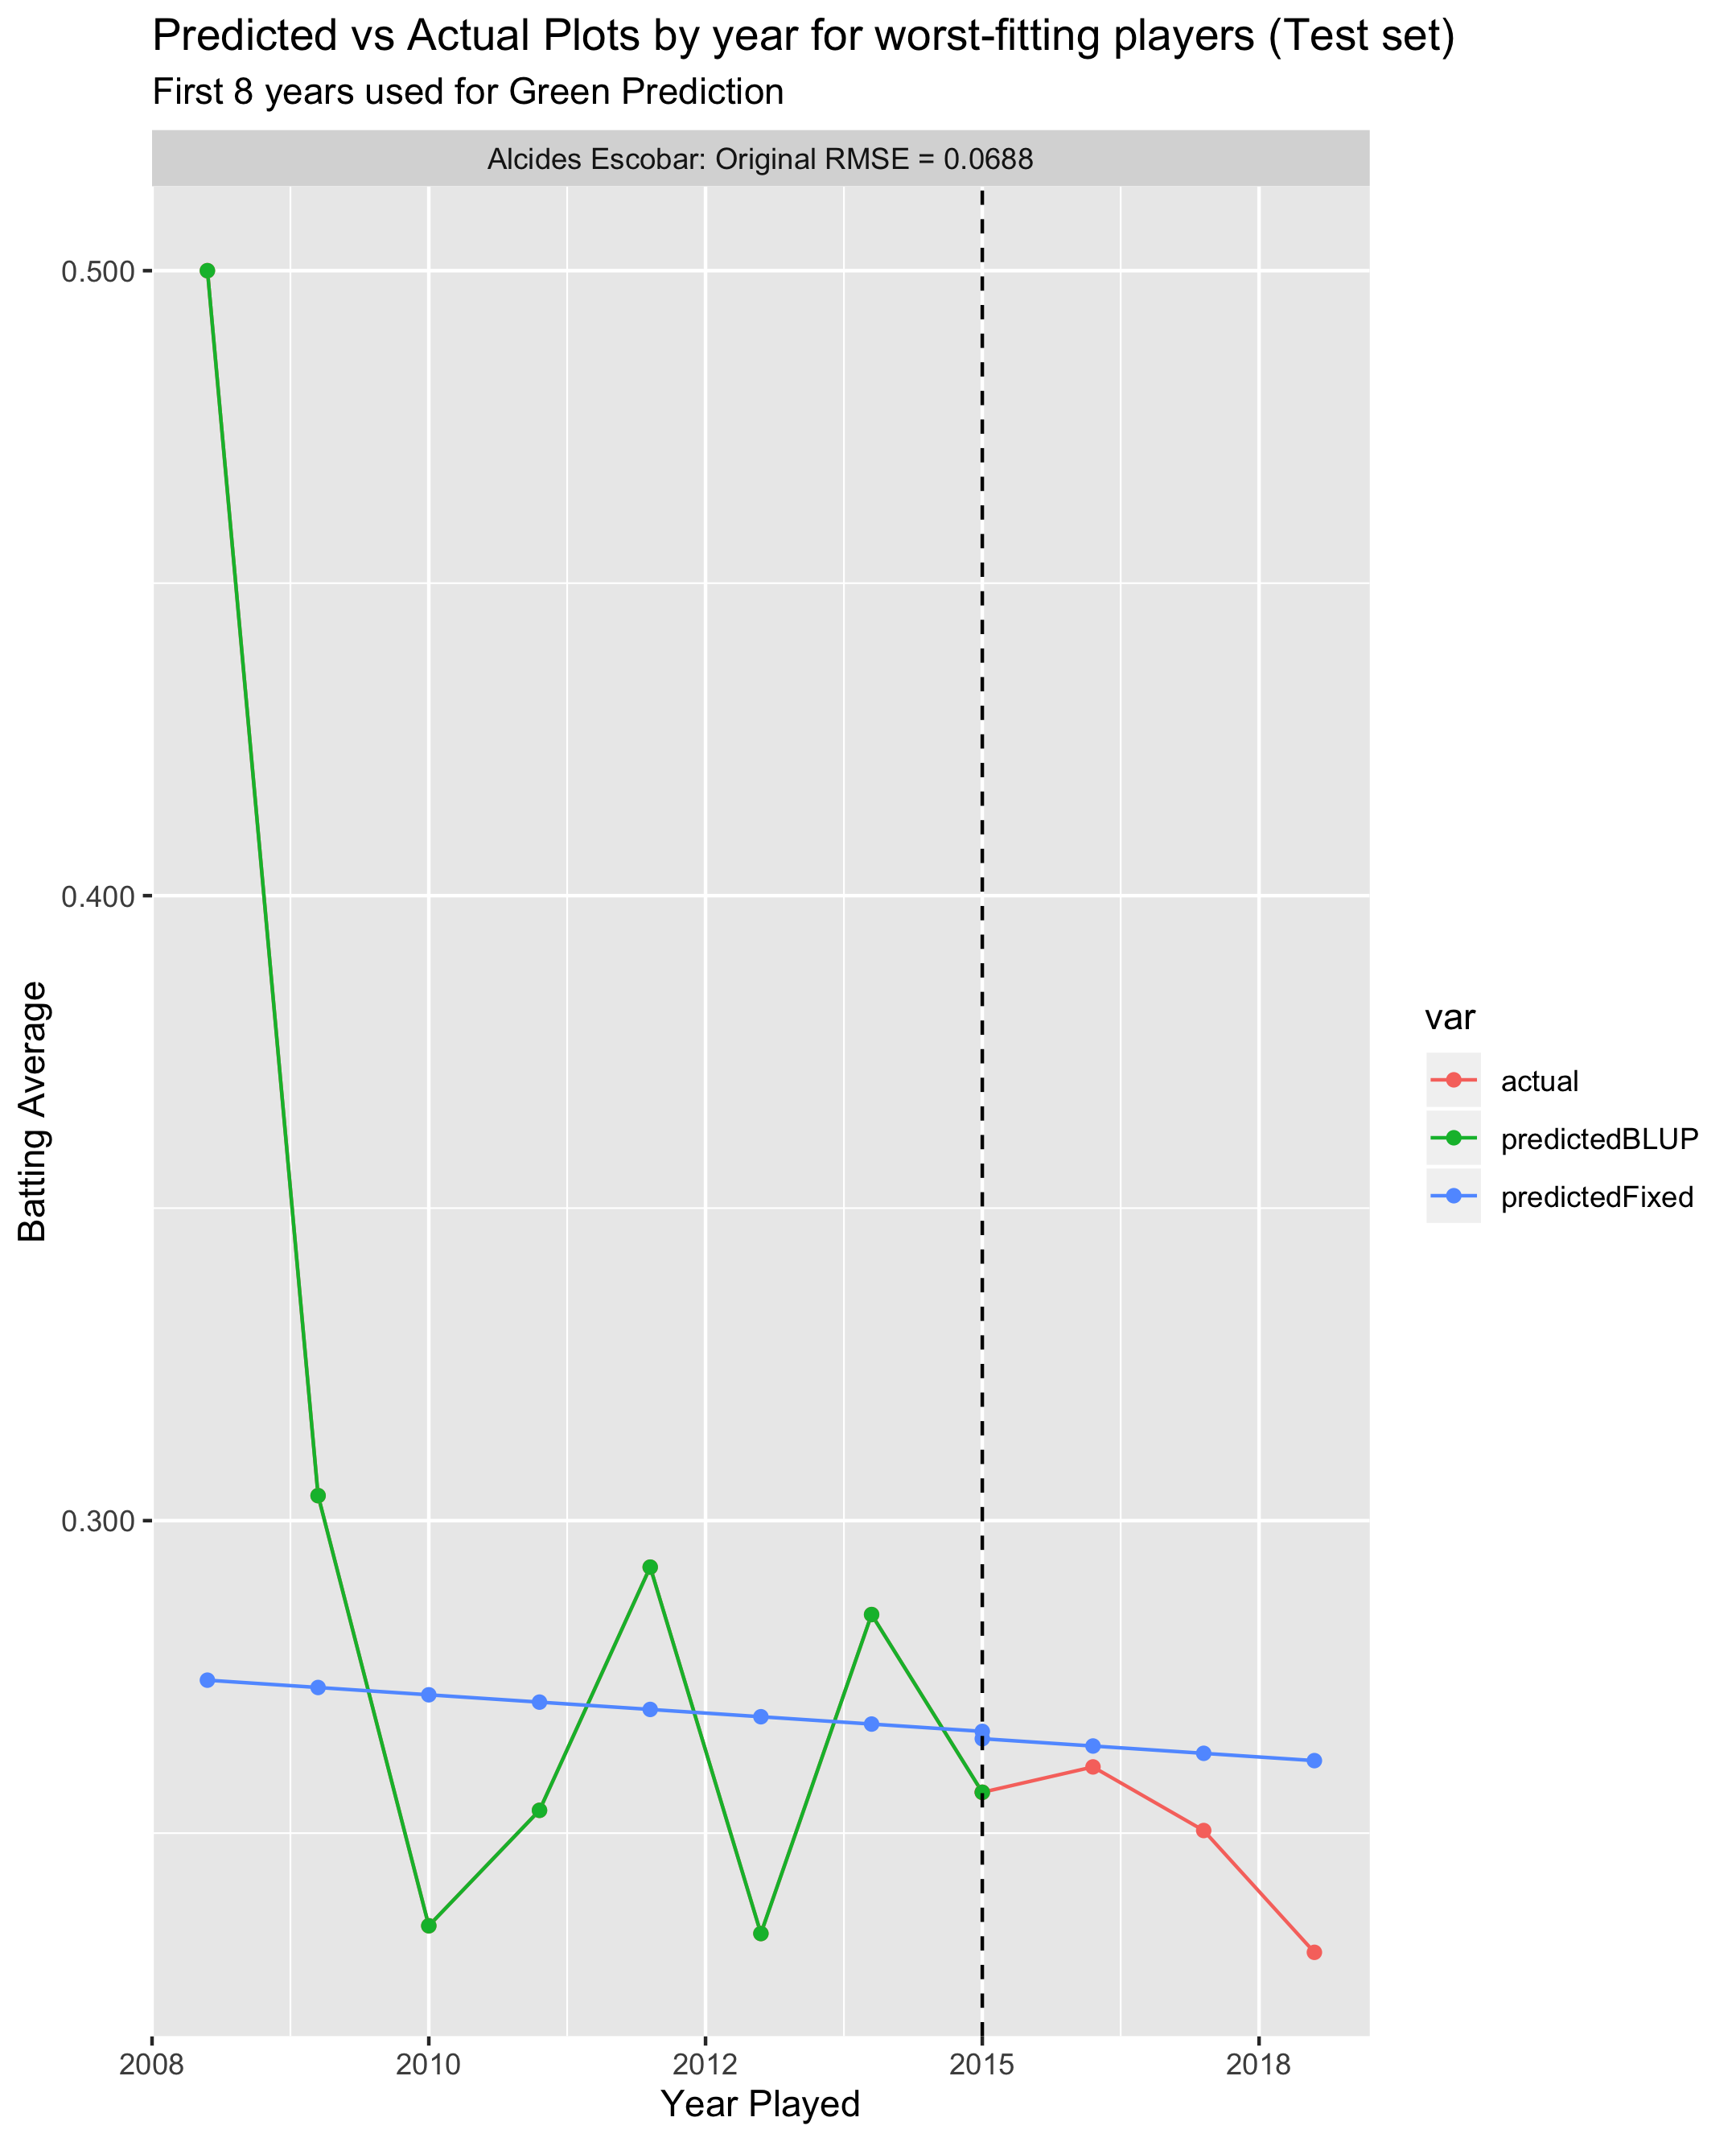 Predicted vs Actual Plots by year for worst-fitting players (Test set)
First 8 years used for Green Prediction
Alcides Escobar: Original RMSE = 0.0688
0.500
0.400
0.300
Batting Average
2008 2010 2012 2015 2018
Year Played
var
actual
predictedBLUP
predictedFixed